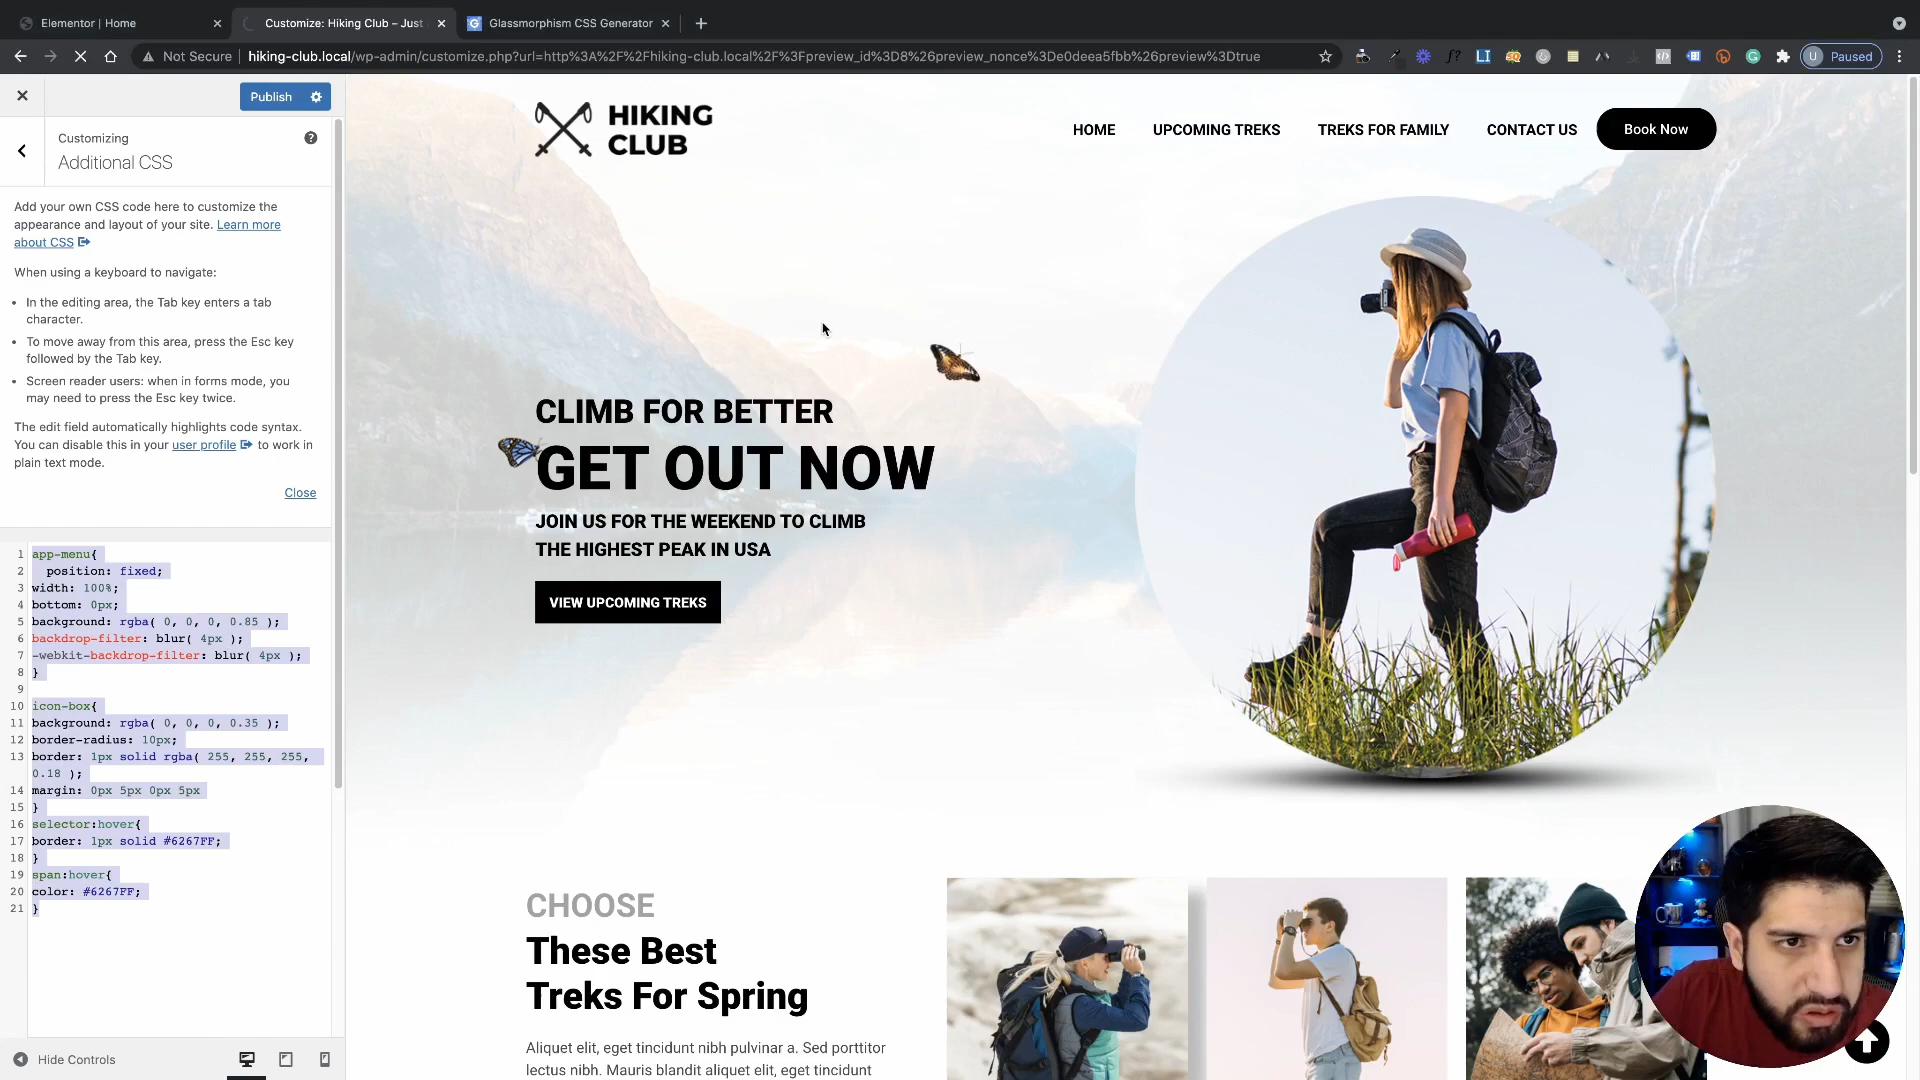 Elementor | Home
Customize: Hiking Club – Just
Glassmorphism CSS Generator
Not Secure
hiking-club.local/wp-admin/customize.php?url=http%3A%2F%2Fhiking-club.local%2F%3Fpreview_id%3D8%26preview_nonce%3De0deea5fbb%26preview%3Dtrue
U Paused
Publish
Customizing
Additional CSS
Add your own CSS code here to customize the
appearance and layout of your site. Learn more
about CSS
When using a keyboard to navigate:
• In the editing area, the Tab key enters a tab
character.
• To move away from this area, press the Esc key
followed by the Tab key.
• Screen reader users: when in forms mode, you
may need to press the Esc key twice.
The edit field automatically highlights code syntax.
You can disable this in your user profile to work in
plain text mode.
Close
1 app-menu{
2 position: fixed;
3 width: 100%;
4 bottom: 0px;
5 background: rgba( 0, 0, 0, 0.85 );
6 backdrop-filter: blur( 4px );
7 -webkit-backdrop-filter: blur( 4px );
8 }
9
10 icon-box{
11 background: rgba( 0, 0, 0, 0.35 );
12 border-radius: 10px;
13 border: 1px solid rgba( 255, 255, 255,
0.18 );
14 margin: 0px 5px 0px 5px
15 }
16 selector:hover{
17 border: 1px solid #6267FF;
18 }
19 span:hover{
20 color: #6267FF;
21 }
Hide Controls
HIKING
CLUB
HOME
UPCOMING TREKS
TREKS FOR FAMILY
CONTACT US
Book Now
CLIMB FOR BETTER
GET OUT NOW
JOIN US FOR THE WEEKEND TO CLIMB
THE HIGHEST PEAK IN USA
VIEW UPCOMING TREKS
CHOOSE
These Best
Treks For Spring
Aliquet elit, eget tincidunt nibh pulvinar a. Sed porttitor
lectus nibh. Mauris blandit aliquet elit, eget tincidunt